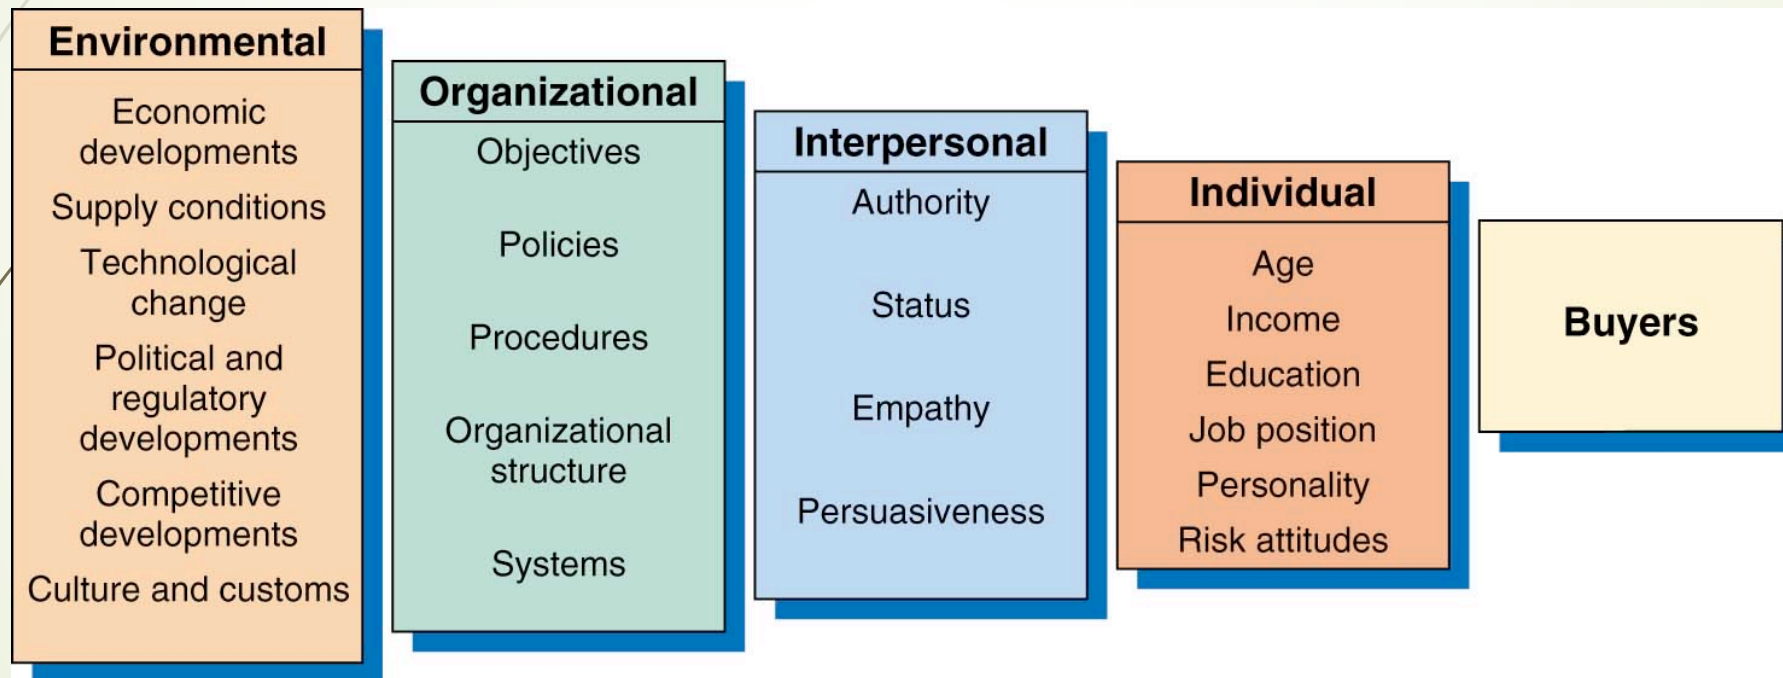 Environmental
Economic
developments
Supply conditions
Technological
change
Political and
regulatory
developments
Competitive
developments
Culture and customs
Organizational
Objectives
Policies
Procedures
Organizational
structure
Systems
Interpersonal
Authority
Status
Empathy
Persuasiveness
Individual
Age
Income
Education
Job position
Personality
Risk attitudes
Buyers